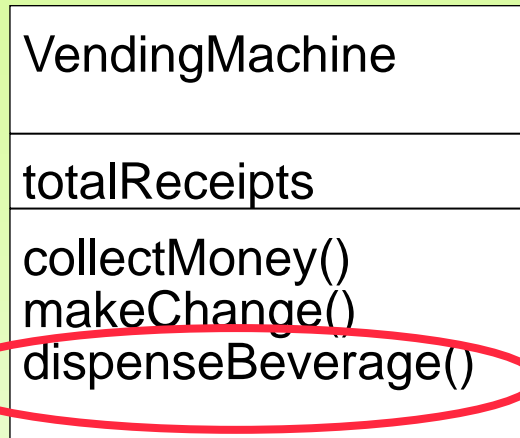 VendingMachine
totalReceipts
collectMoney()
makeChange()
dispenseBeverage()